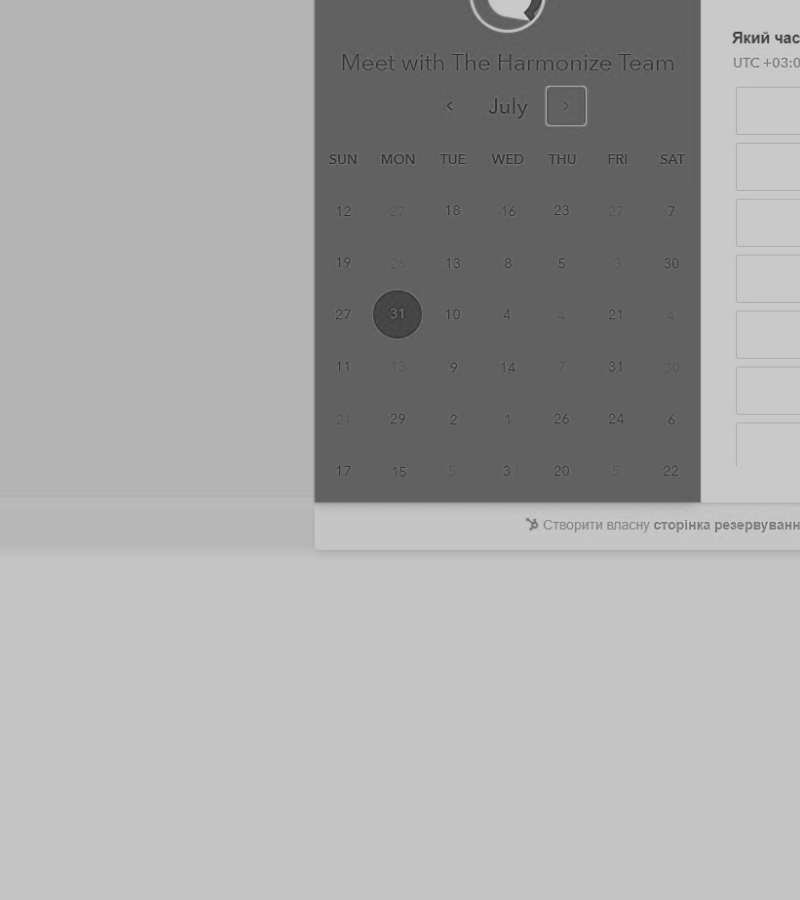 Meet with The Harmonize Team
July
SUN MON TUE WED THU FRI SAT
12 27 18 16 23 27 7
19 26 13 8 5 3 30
27 31 10 4 4 21 4
11 13 9 14 7 31 30
21 29 2 1 26 24 6
17 15 5 3 20 5 22
Який час
UTC +03:0
Створити власну сторінка резервуванн